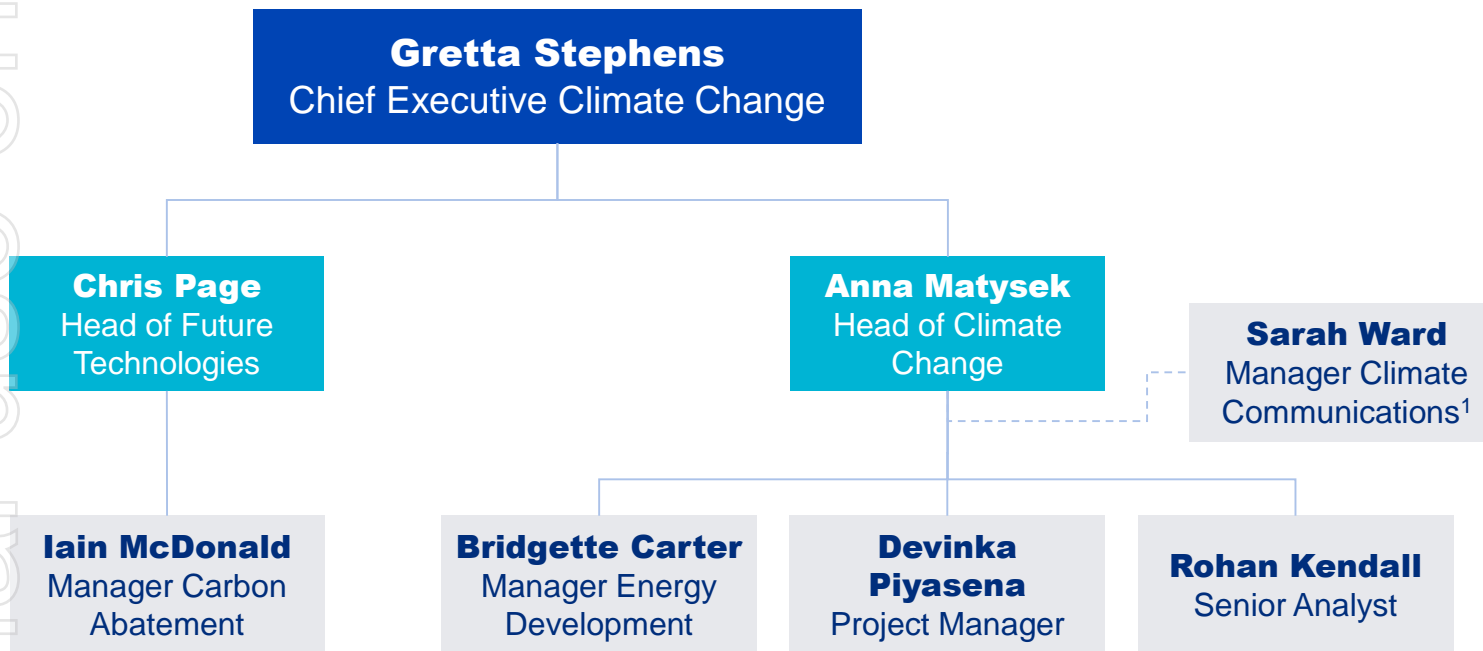 Gretta Stephens
Chief Executive Climate Change
Chris Page
Head of Future
Technologies
Anna Matysek
Head of Climate
Change
Sarah Ward
Manager Climate
Communications¹
Iain McDonald
Manager Carbon
Abatement
Bridgette Carter
Manager Energy
Development
Devinka
Piyasena
Project Manager
Rohan Kendall
Senior Analyst